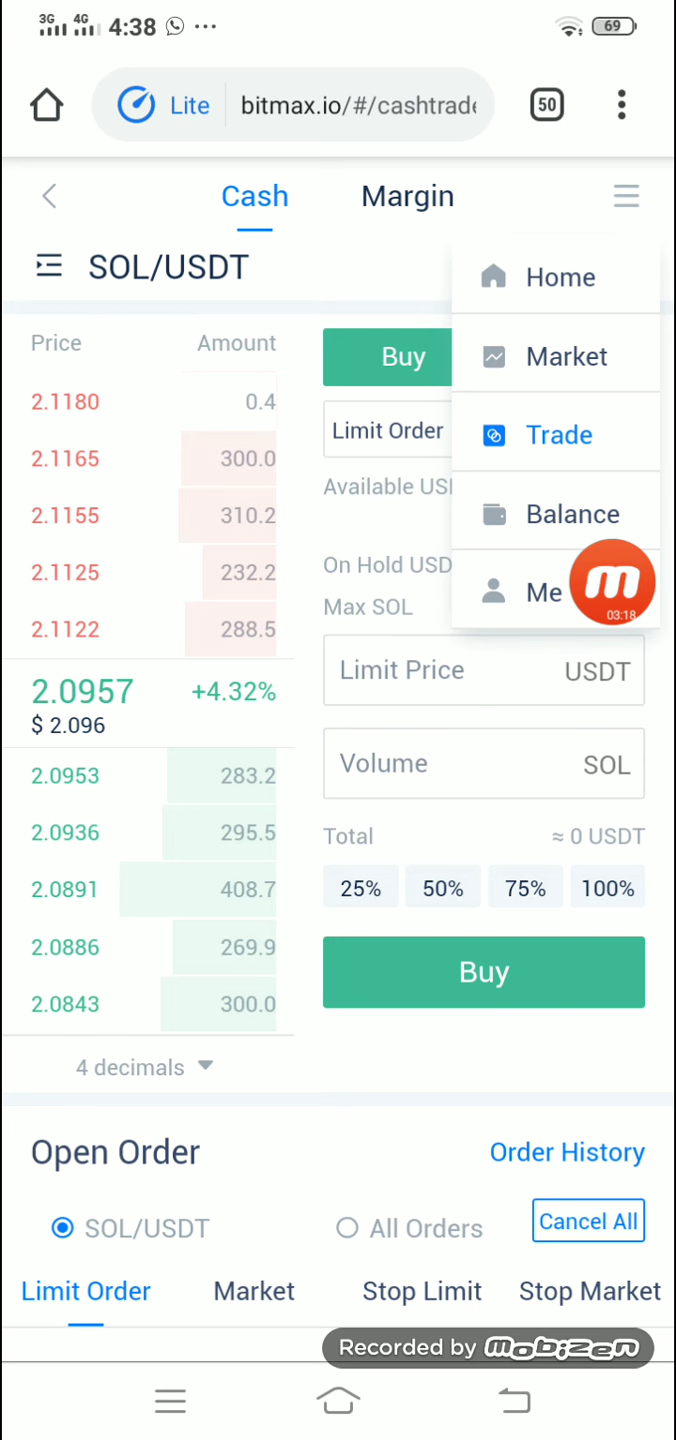 3G 4G 4:38 69
Lite bitmax.io/#/cashtrade 50
Cash Margin
SOL/USDT
Home
Market
Trade
Balance
Me
03:18
Price Amount
2.1180 0.4
2.1165 300.0
2.1155 310.2
2.1125 232.2
2.1122 288.5
2.0957 +4.32%
$ 2.096
2.0953 283.2
2.0936 295.5
2.0891 408.7
2.0886 269.9
2.0843 300.0
4 decimals
Buy
Limit Order
Available USD
On Hold USD
Max SOL
Limit Price USDT
Volume SOL
Total ≈ 0 USDT
25% 50% 75% 100%
Buy
Open Order Order History
SOL/USDT All Orders Cancel All
Limit Order Market Stop Limit Stop Market
Recorded by mobizen